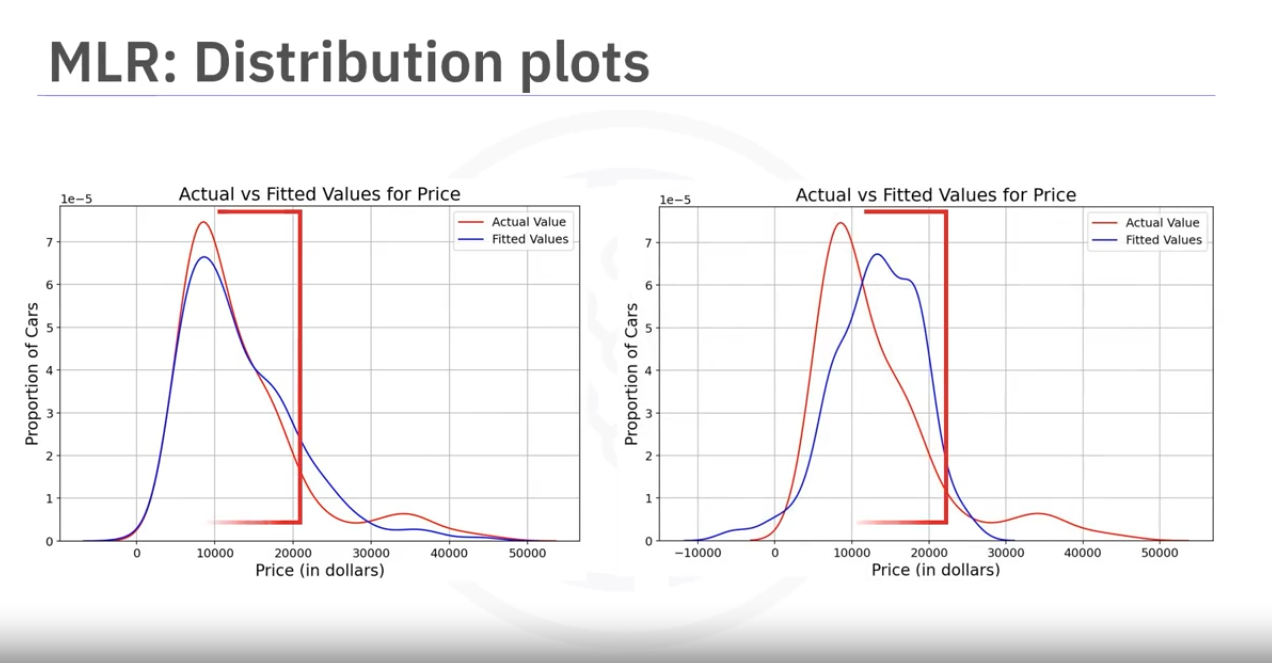 MLR: Distribution plots
Actual vs Fitted Values for Price
1e−5
Actual Value
Fitted Values
7
6
5
4
3
2
1
0
Proportion of Cars
0
10000
20000
30000
40000
50000
Price (in dollars)
Actual vs Fitted Values for Price
1e−5
Actual Value
Fitted Values
7
6
5
4
3
2
1
0
Proportion of Cars
−10000
0
10000
20000
30000
40000
50000
Price (in dollars)